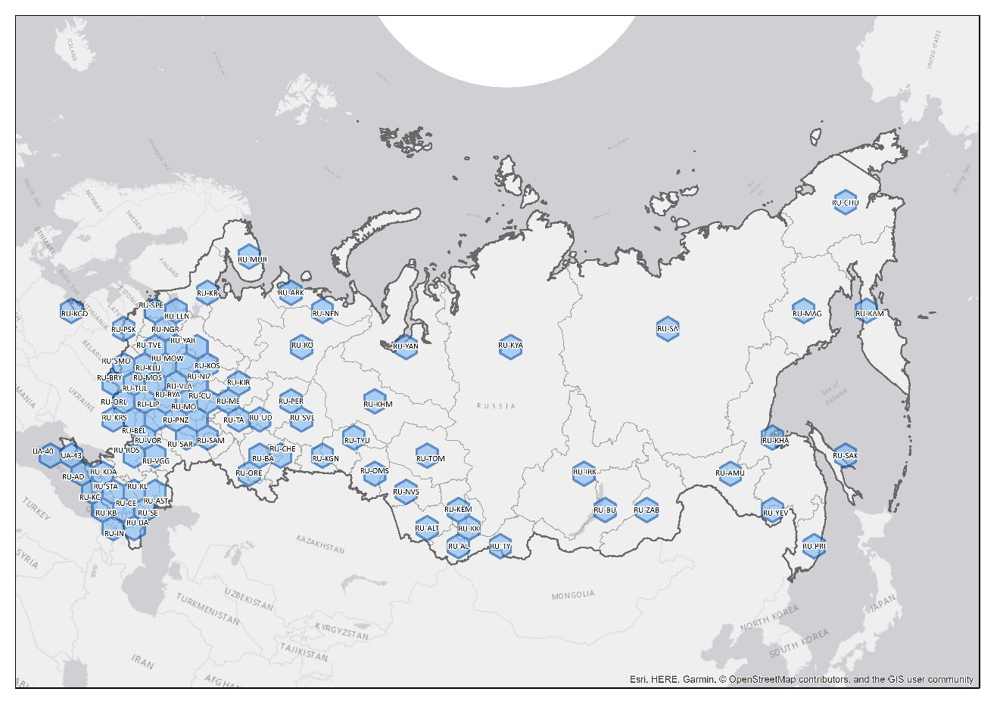 ICELAND
UNITED STATES
Norwegian Sea
North Sea
Bering Sea
NORWAY
SWEDEN
FINLAND
DENMARK
Baltic Sea
ESTONIA
RU-CHU
RU-MUR
RU-KR
RU-ARK
RU-NEN
RU-KGD
RU-SPE
RU-LEN
RU-MAG
RU-KAM
RU-PSK
RU-NGR
RU-SA
RU-YAR
RU-TVE
RU-KO
RU-YAN
RU-KYA
BELARUS
RU-SMO
RU-MOW
RU-KLU
RU-KOS
RU-BRY
RU-MOS
RU-NIZ
RU-KIR
RU-TUL
RU-VLA
UKRAINE
RU-RYA
RU-CU
RU-ORL
RU-LIP
RU-MO
RU-ME
RU-PER
RU-KHM
RUSSIA
Sea of
Okhotsk
RU-KRS
RU-PNZ
RU-TA
RU-UD
RU-SVE
RU-BEL
RU-VOR
RU-SAR
RU-SAM
RU-TYU
RU-KHA
UA-40
UA-43
RU-ROS
RU-VGG
RU-BA
RU-CHE
RU-KGN
RU-TOM
RU-SAK
RU-AD
RU-KDA
RU-ORE
RU-OMS
RU-IRK
RU-AMU
RU-STA
RU-KL
RU-KC
RU-CE
RU-AST
RU-NVS
RU-KB
RU-SE
RU-KEM
RU-BU
RU-ZAB
RU-YEV
RU-DA
RU-IN
RU-ALT
RU-KK
RU-AL
RU-TY
RU-PRI
TURKEY
SYRIA
KAZAKHSTAN
UZBEKISTAN
TURKMENISTAN
KYRGYZSTAN
TAJIKISTAN
MONGOLIA
NORTH KOREA
SOUTH KOREA
JAPAN
IRAN
AFGHA
Esri, HERE, Garmin, © OpenStreetMap contributors, and the GIS user community